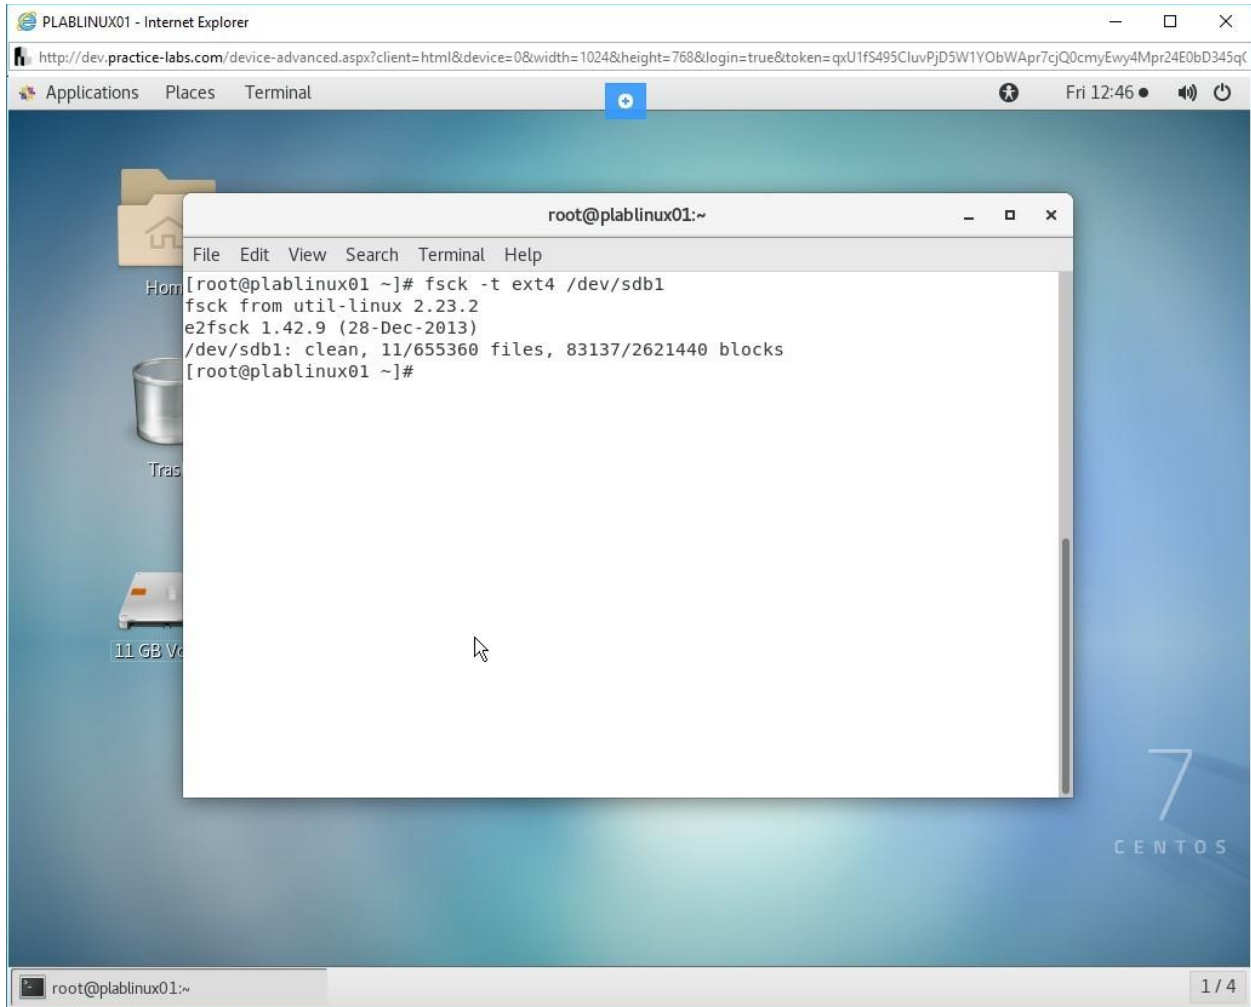 PLABLINUX01 - Internet Explorer
http://dev.practice-labs.com/device-advanced.aspx?client=html&device=0&width=1024&height=768&login=true&token=qxU1fS495CluvPjD5W1YObWApr7cjQ0cmyEwy4Mpr24E0bD345q
Applications Places Terminal Fri 12:46
root@plablinux01:~
File Edit View Search Terminal Help
[root@plablinux01 ~]# fsck -t ext4 /dev/sdb1
fsck from util-linux 2.23.2
e2fsck 1.42.9 (28-Dec-2013)
/dev/sdb1: clean, 11/655360 files, 83137/2621440 blocks
[root@plablinux01 ~]#
Hom
Tras
11 GB Vo
7
CENTOS
root@plablinux01:~ 1 / 4